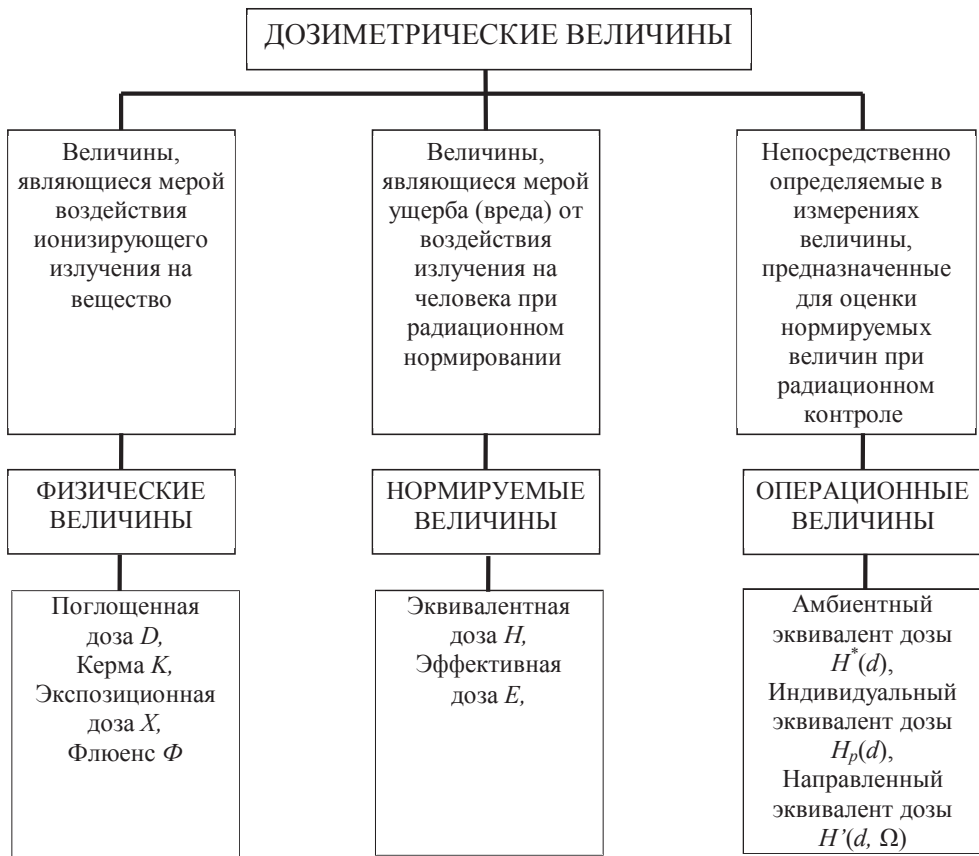 ДОЗИМЕТРИЧЕСКИЕ ВЕЛИЧИНЫ
Величины,
являющиеся мерой
воздействия
ионизирующего
излучения на
вещество
Величины,
являющиеся мерой
ущерба (вреда) от
воздействия
излучения на
человека при
радиационном
нормировании
Непосредственно
определяемые в
измерениях
величины,
предназначенные
для оценки
нормируемых
величин при
радиационном
контроле
ФИЗИЧЕСКИЕ
ВЕЛИЧИНЫ
НОРМИРУЕМЫЕ
ВЕЛИЧИНЫ
ОПЕРАЦИОННЫЕ
ВЕЛИЧИНЫ
Поглощенная
доза D,
Керма K,
Экспозиционная
доза X,
Флюенс Ф
Эквивалентная
доза H,
Эффективная
доза E,
Амбиентный
эквивалент дозы
H*(d),
Индивидуальный
эквивалент дозы
Hp(d),
Направленный
эквивалент дозы
H’(d, Ω)